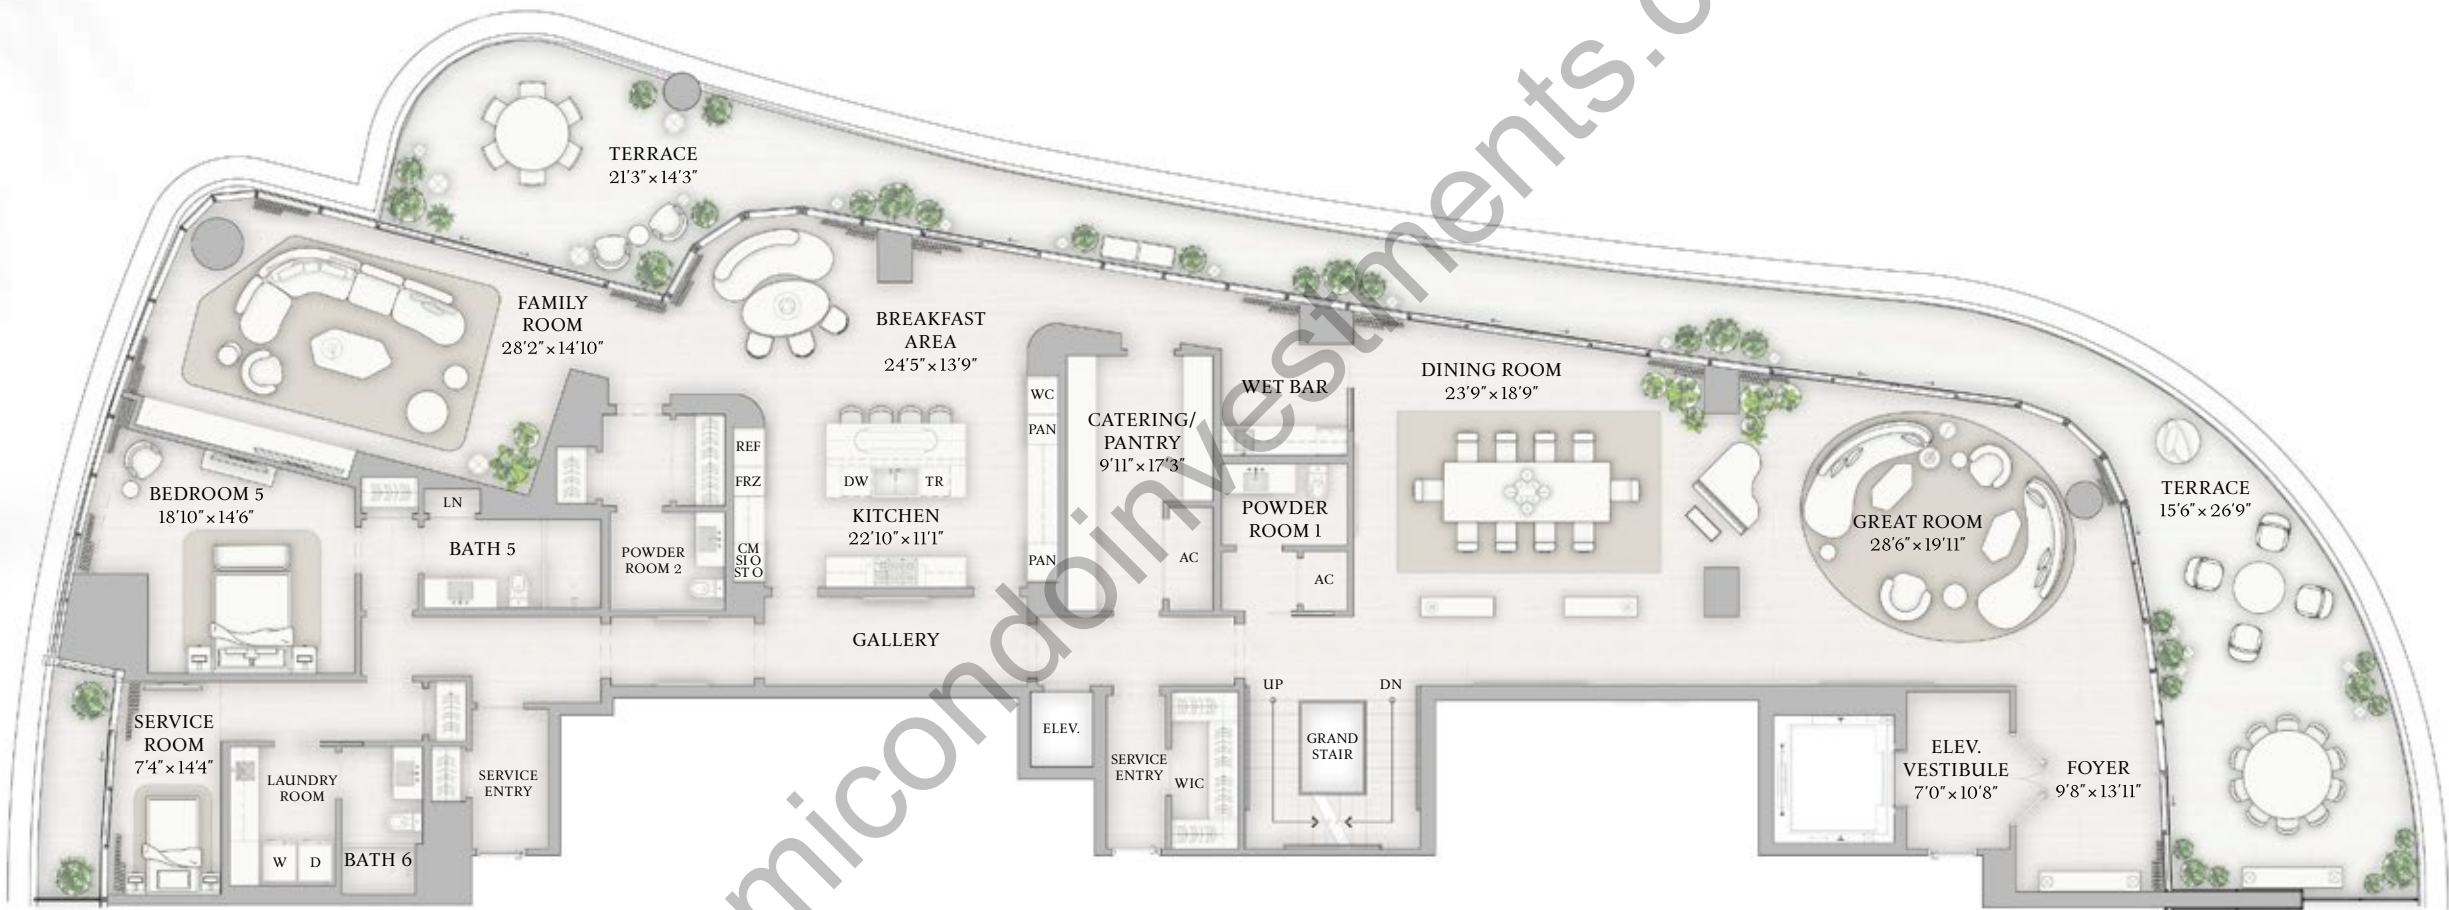 TERRACE
21'3"×14'3"
FAMILY
ROOM
28'2"×14'10"
BREAKFAST
AREA
24'5"×13'9"
DINING ROOM
23'9"×18'9"
WET BAR
WC
PAN
PAN
CATERING/
PANTRY
9'11"×17'3"
REF
FRZ
CM
SI O
ST O
DW
TR
KITCHEN
22'10"×11'1"
BEDROOM 5
18'10"×14'6"
LN
BATH 5
POWDER
ROOM 2
POWDER
ROOM 1
AC
AC
GREAT ROOM
28'6"×19'11"
TERRACE
15'6"×26'9"
GALLERY
UP
DN
SERVICE
ROOM
7'4"×14'4"
LAUNDRY
ROOM
W
D
BATH 6
SERVICE
ENTRY
ELEV.
SERVICE
ENTRY
WIC
GRAND
STAIR
ELEV.
VESTIBULE
7'0"×10'8"
FOYER
9'8"×13'11"
micondoinvestments.c